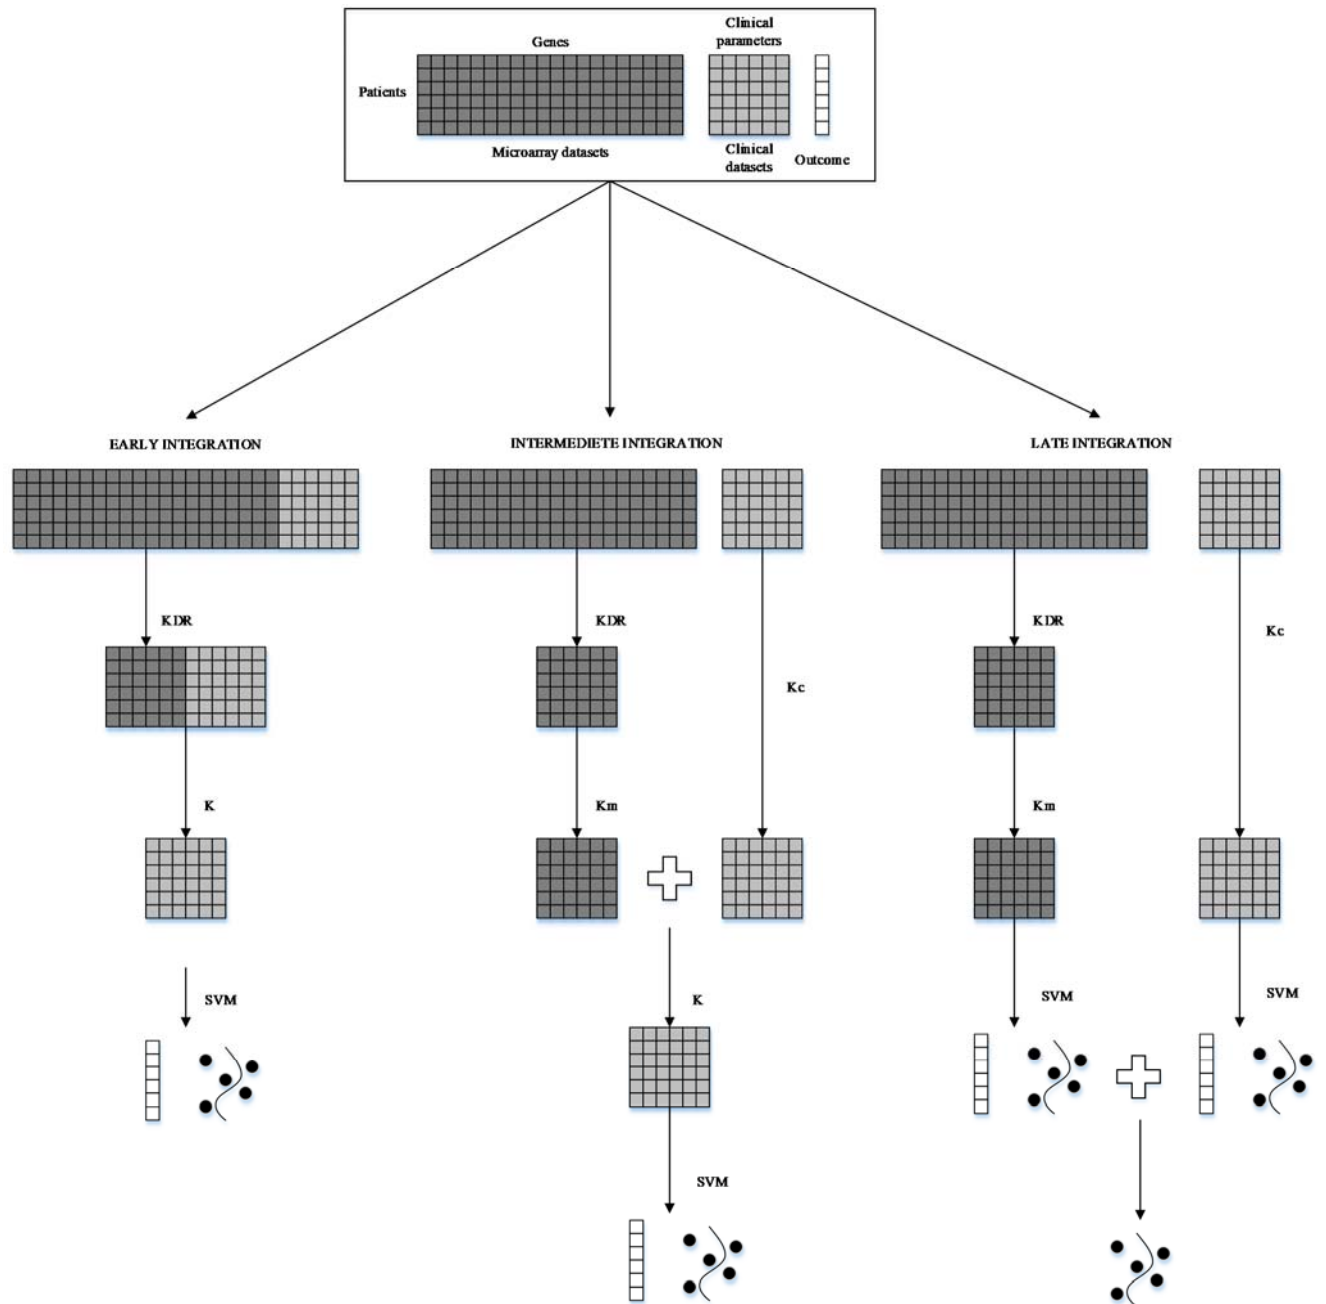 Genes
Clinical
parameters
Patients
Microarray datasets
Clinical
datasets
Outcome
EARLY INTEGRATION
INTERMEDIETE INTEGRATION
LATE INTEGRATION
KDR
KDR
KDR
Kc
Kc
K
Km
Km
SVM
K
SVM
SVM
SVM